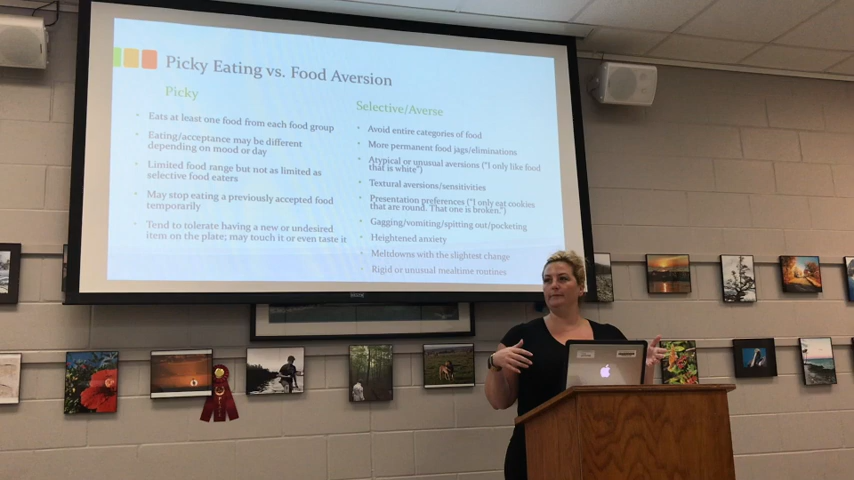 Picky Eating vs. Food Aversion
Picky
Eats at least one food from each food group
Eating/acceptance may be different
depending on mood or day
Limited food range but not as limited as
selective food eaters
May stop eating a previously accepted food
temporarily
Tend to tolerate having a new or undesired
item on the plate; may touch it or even taste it
Selective/Averse
Avoid entire categories of food
More permanent food jags/eliminations
Atypical or unusual aversions ("I only like food
that is white")
Textural aversions/sensitivities
Presentation preferences ("I only eat cookies
that are round. That one is broken.")
Gagging/vomiting/spitting out/pocketing
Heightened anxiety
Meltdowns with the slightest change
Rigid or unusual mealtime routines